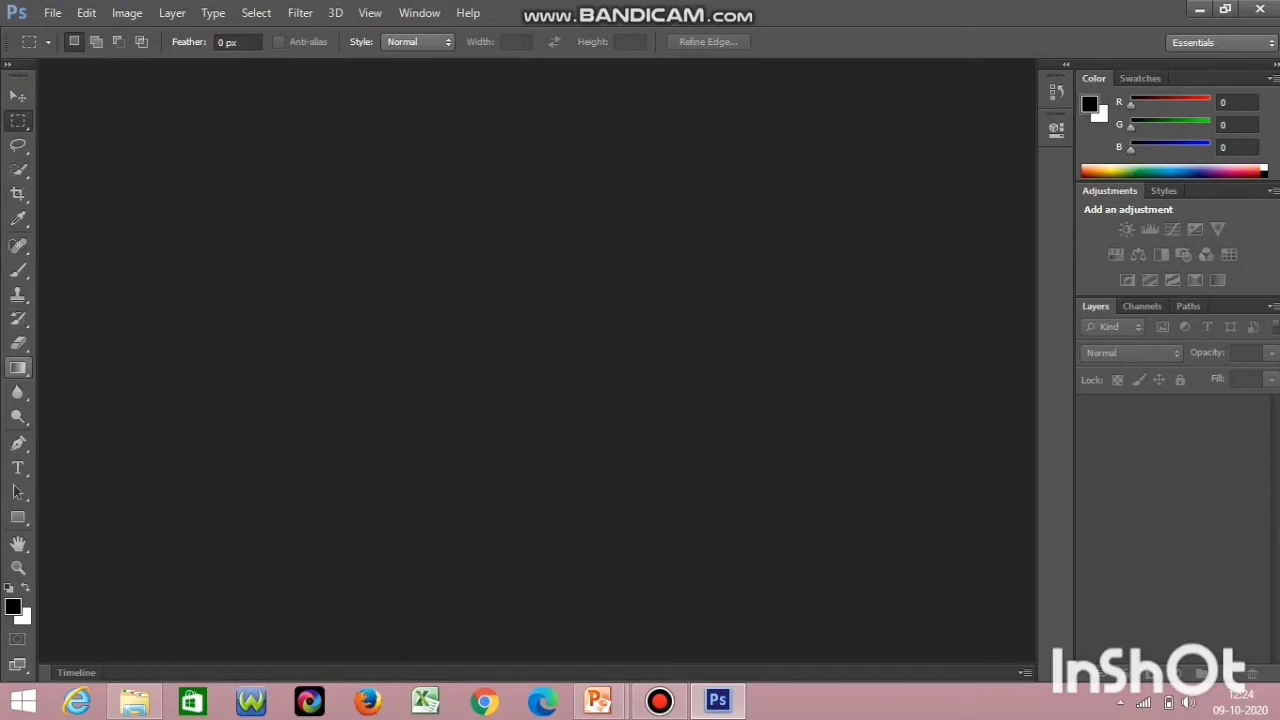 Ps File Edit Image Layer Type Select Filter 3D View Window Help
www.BANDICAM.com
Feather: 0 px Anti-alias Style: Normal Width: Height: Refine Edge... Essentials
Color Swatches
R 0
G 0
B 0
Adjustments Styles
Add an adjustment
Layers Channels Paths
Kind
Normal Opacity:
Lock: Fill:
Timeline
InShOt
12:24
09-10-2020